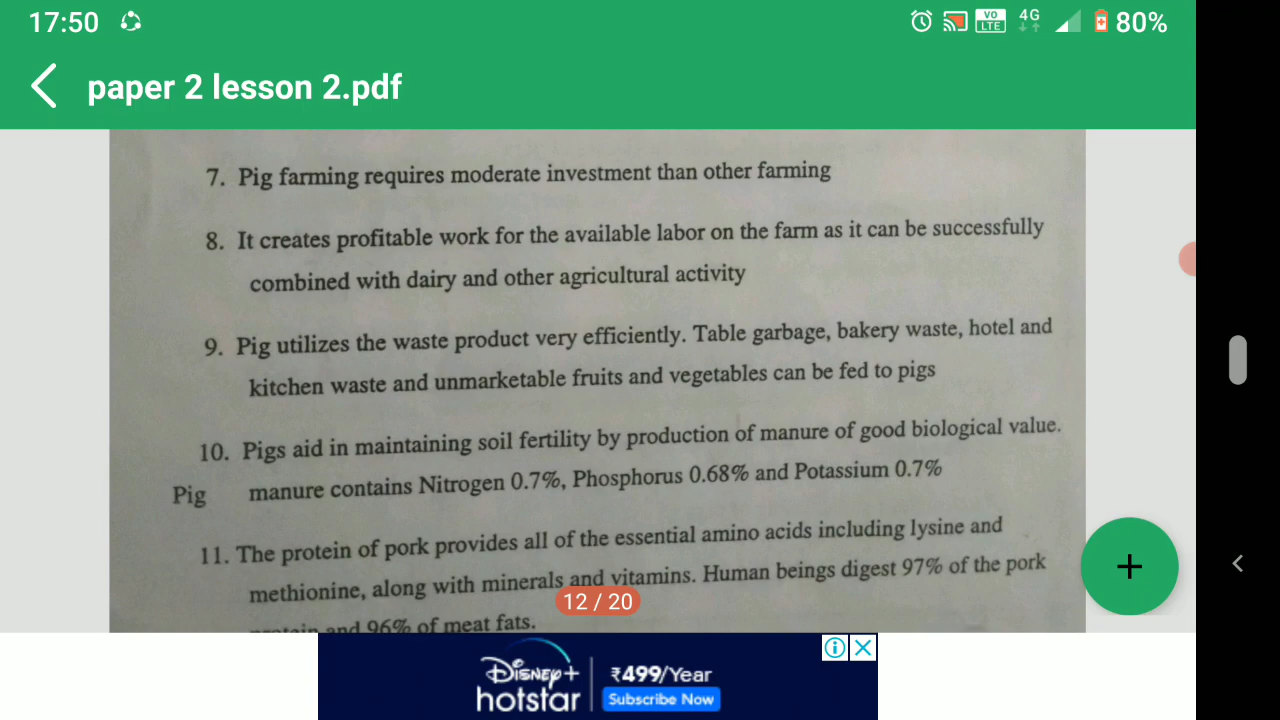 17:50
VO LTE 4G 80%
paper 2 lesson 2.pdf
7. Pig farming requires moderate investment than other farming
8. It creates profitable work for the available labor on the farm as it can be successfully
combined with dairy and other agricultural activity
9. Pig utilizes the waste product very efficiently. Table garbage, bakery waste, hotel and
kitchen waste and unmarketable fruits and vegetables can be fed to pigs
10. Pigs aid in maintaining soil fertility by production of manure of good biological value.
Pig manure contains Nitrogen 0.7%, Phosphorus 0.68% and Potassium 0.7%
11. The protein of pork provides all of the essential amino acids including lysine and
methionine, along with minerals and vitamins. Human beings digest 97% of the pork
protein and 96% of meat fats.
12 / 20
+
Disney+ hotstar
₹499/Year
Subscribe Now